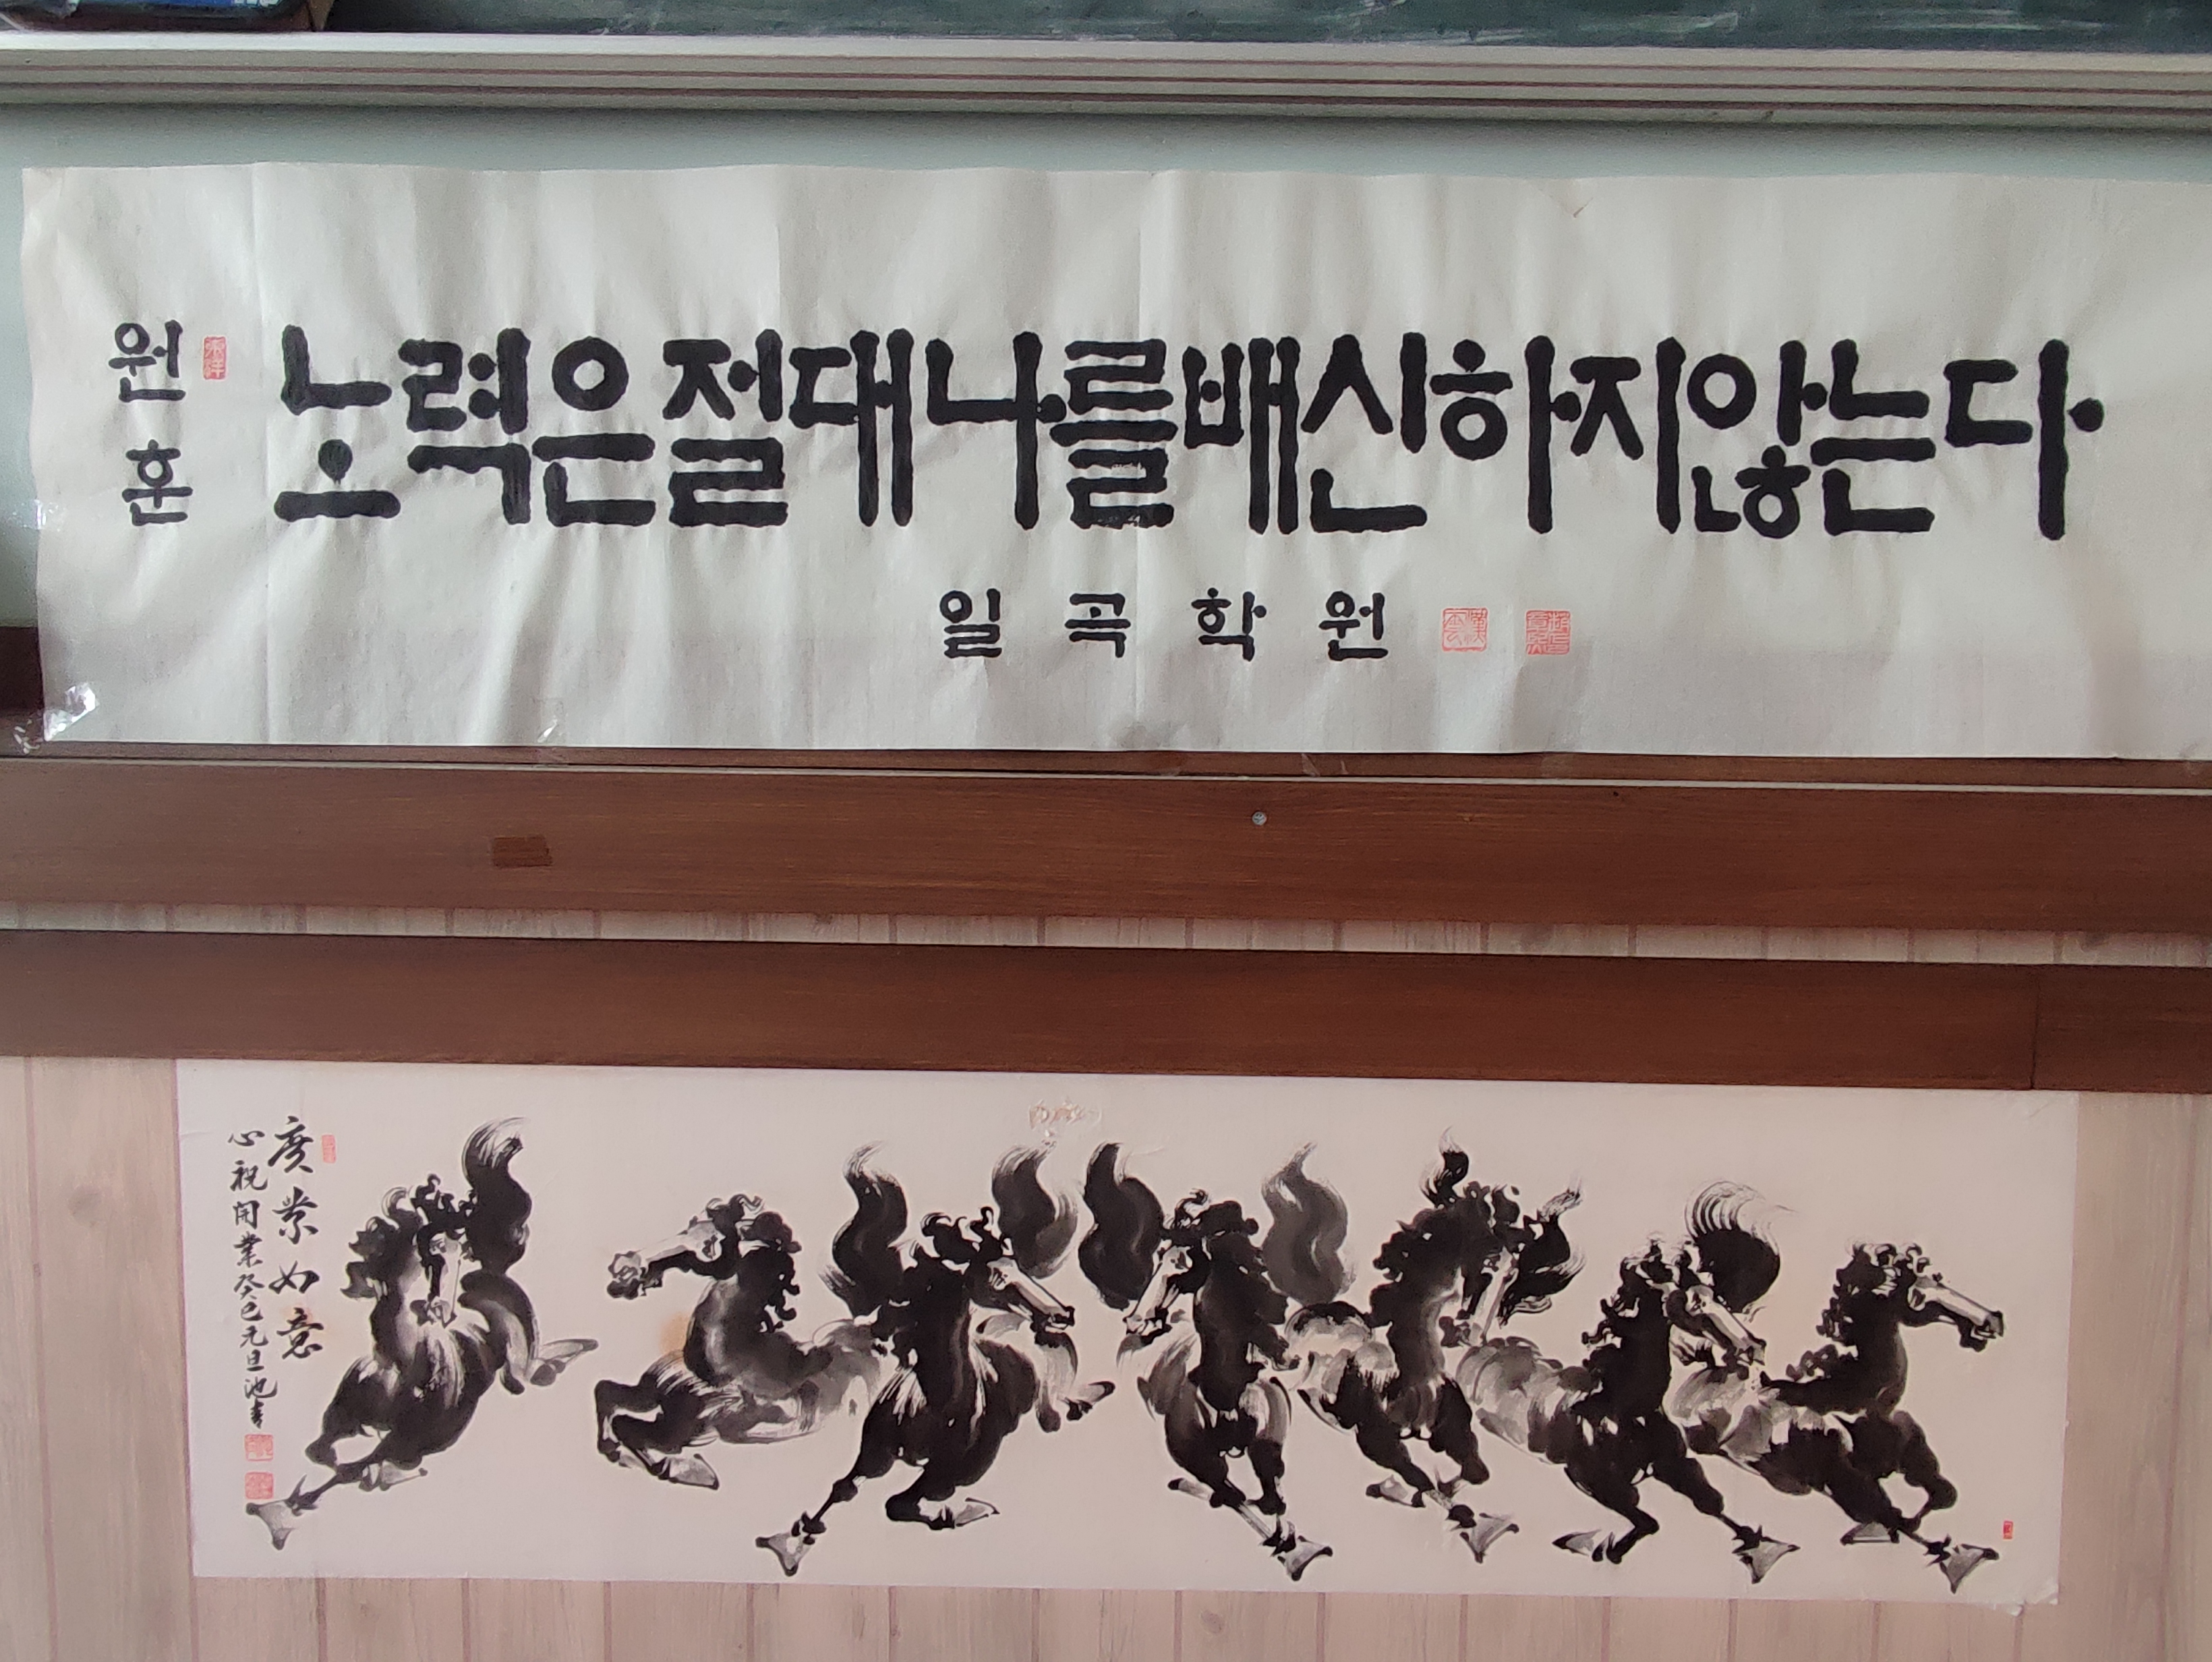 원훈
노력은절대나를배신하지않는다
일곡학원
廣業如意
心祝開業癸巳元旦池